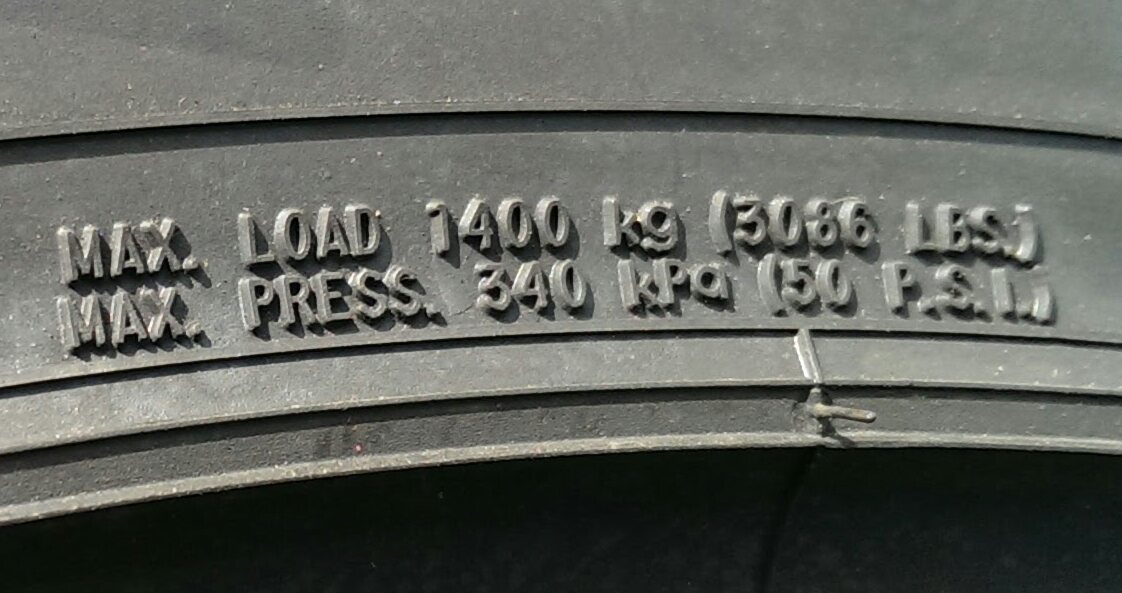 MAX. LOAD 1400 kg (3086 LBS.)
MAX. PRESS. 340 kPa (50 P.S.I.)